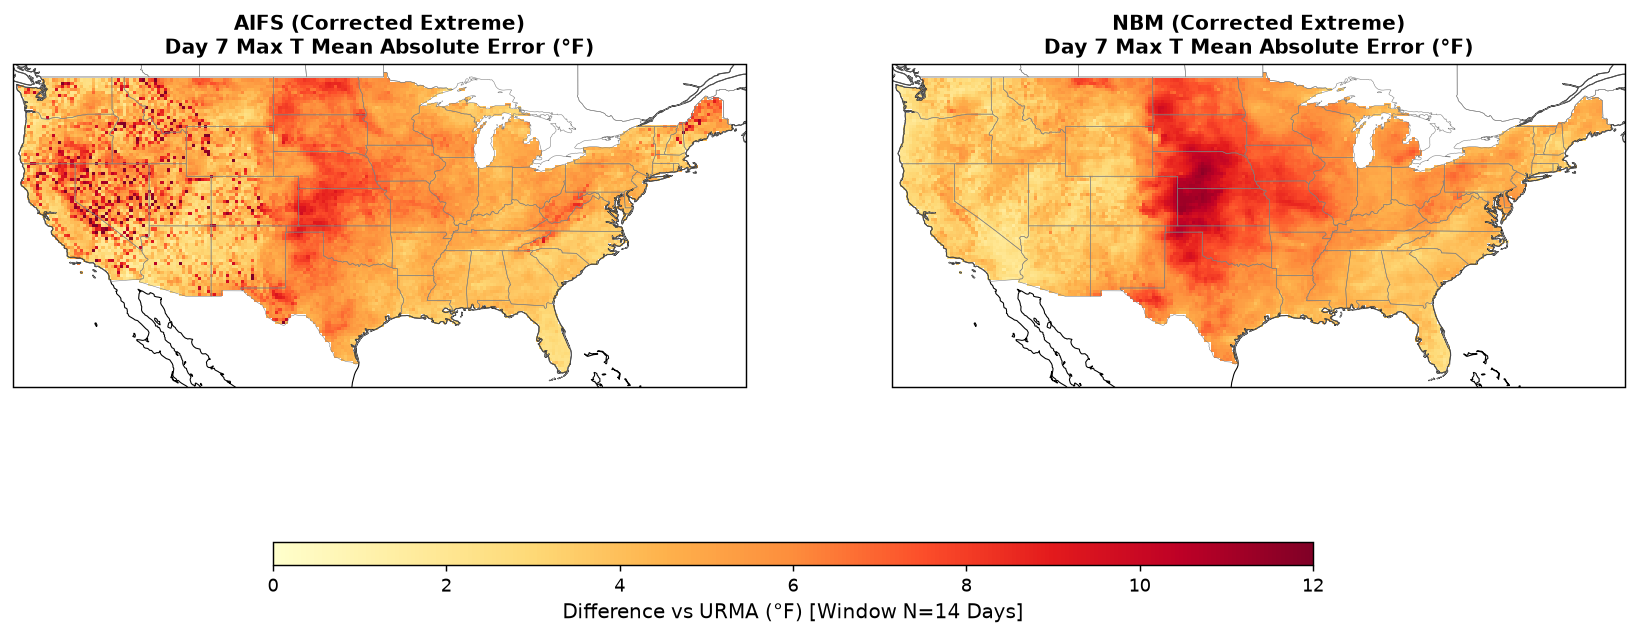 AIFS (Corrected Extreme)
Day 7 Max T Mean Absolute Error (°F)
NBM (Corrected Extreme)
Day 7 Max T Mean Absolute Error (°F)
0 2 4 6 8 10 12
Difference vs URMA (°F) [Window N=14 Days]